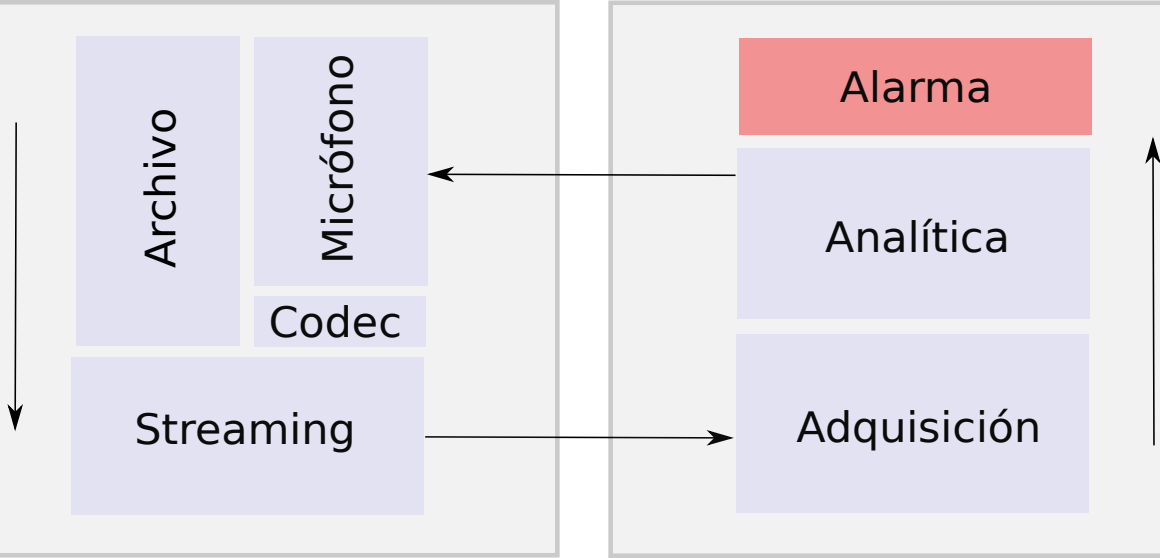 Archivo
Micrófono
Codec
Streaming
Alarma
Analítica
Adquisición